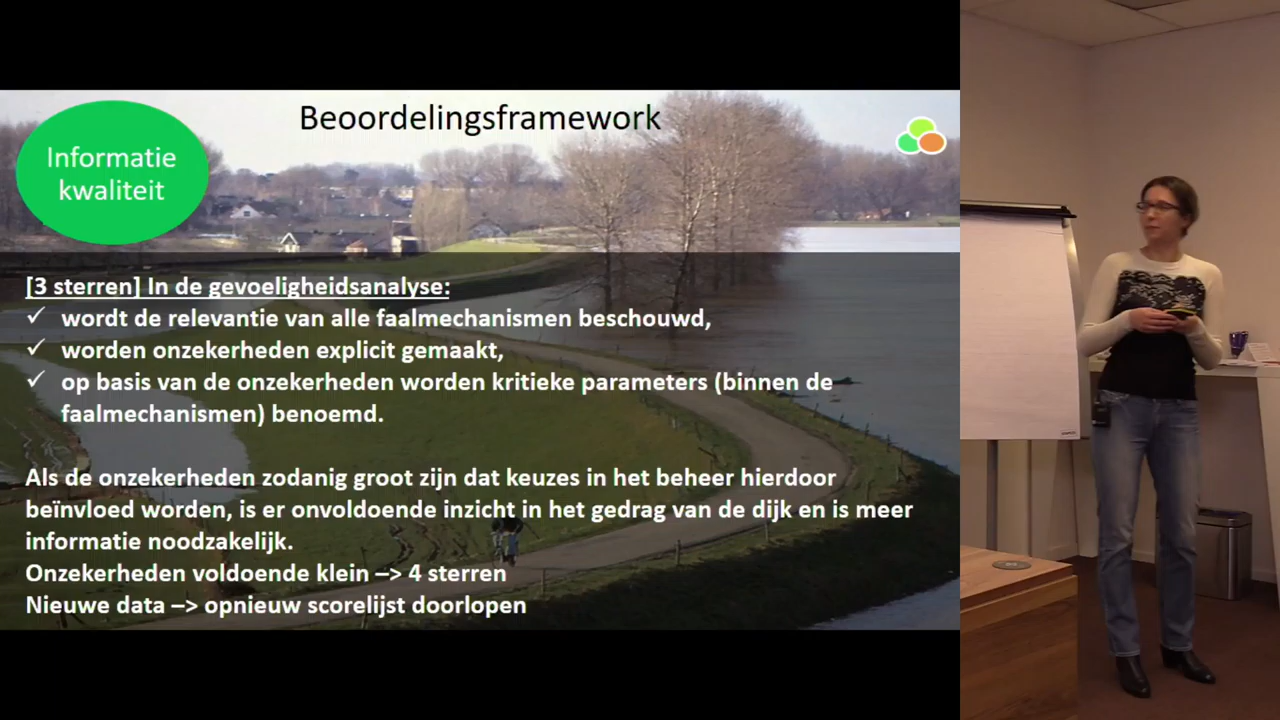 Beoordelingsframework
Informatie
kwaliteit
[3 sterren] In de gevoeligheidsanalyse:
✓ wordt de relevantie van alle faalmechanismen beschouwd,
✓ worden onzekerheden explicit gemaakt,
✓ op basis van de onzekerheden worden kritieke parameters (binnen de
faalmechanismen) benoemd.
Als de onzekerheden zodanig groot zijn dat keuzes in het beheer hierdoor
beïnvloed worden, is er onvoldoende inzicht in het gedrag van de dijk en is meer
informatie noodzakelijk.
Onzekerheden voldoende klein –> 4 sterren
Nieuwe data –> opnieuw scorelijst doorlopen